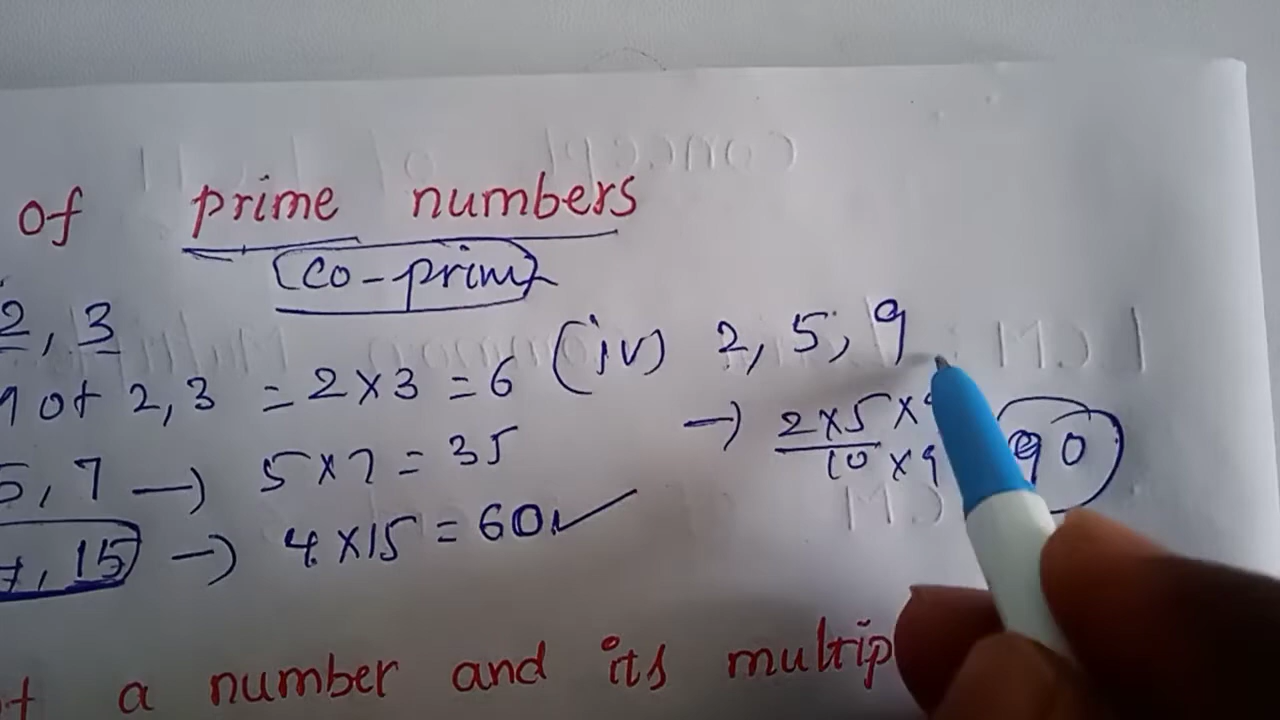 of prime numbers
(co-prime)
2, 3
of 2, 3 = 2 x 3 = 6
(iv) 2, 5, 9
5, 7 → 5 x 7 = 35
→ 2 x 5 x
10 x 9
90
, 15 → 4 x 15 = 60 ✓
a number and its multip